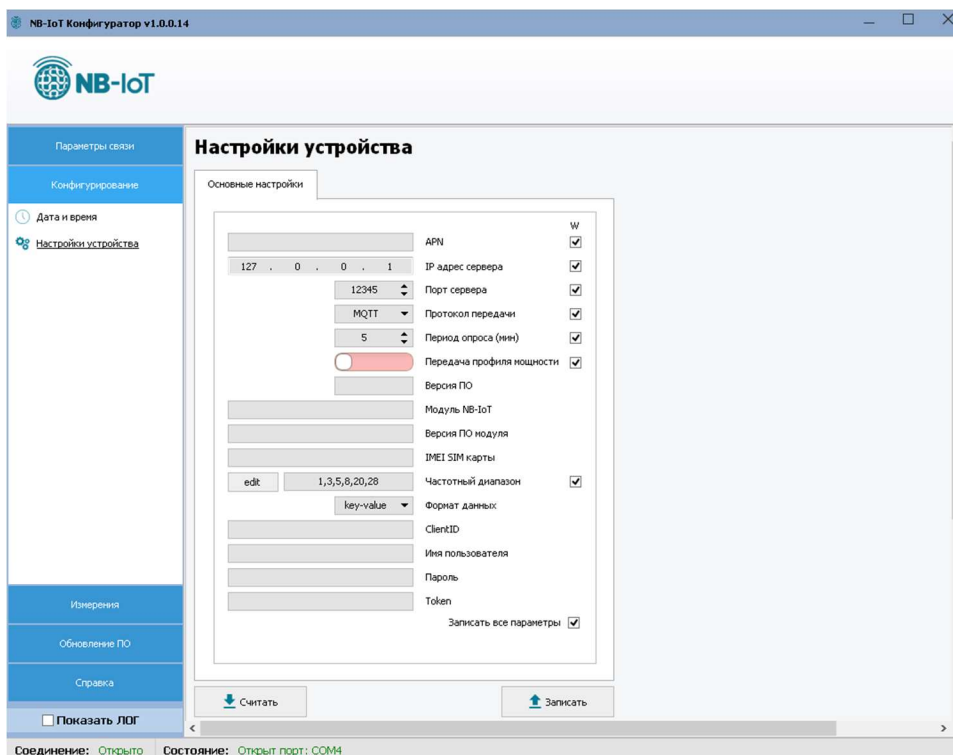 NB-IoT Конфигуратор v1.0.0.14
NB-IoT
Параметры связи
Конфигурирование
Дата и время
Настройки устройства
Измерения
Обновление ПО
Справка
Показать ЛОГ
Настройки устройства
Основные настройки
W
APN
127 . 0 . 0 . 1 IP адрес сервера
12345 Порт сервера
MQTT Протокол передачи
5 Период опроса (мин)
Передача профиля мощности
Версия ПО
Модуль NB-IoT
Версия ПО модуля
IMEI SIM карты
edit 1,3,5,8,20,28 Частотный диапазон
key-value Формат данных
ClientID
Имя пользователя
Пароль
Token
Записать все параметры
Считать Записать
Соединение: Открыто Состояние: Открыт порт: COM4